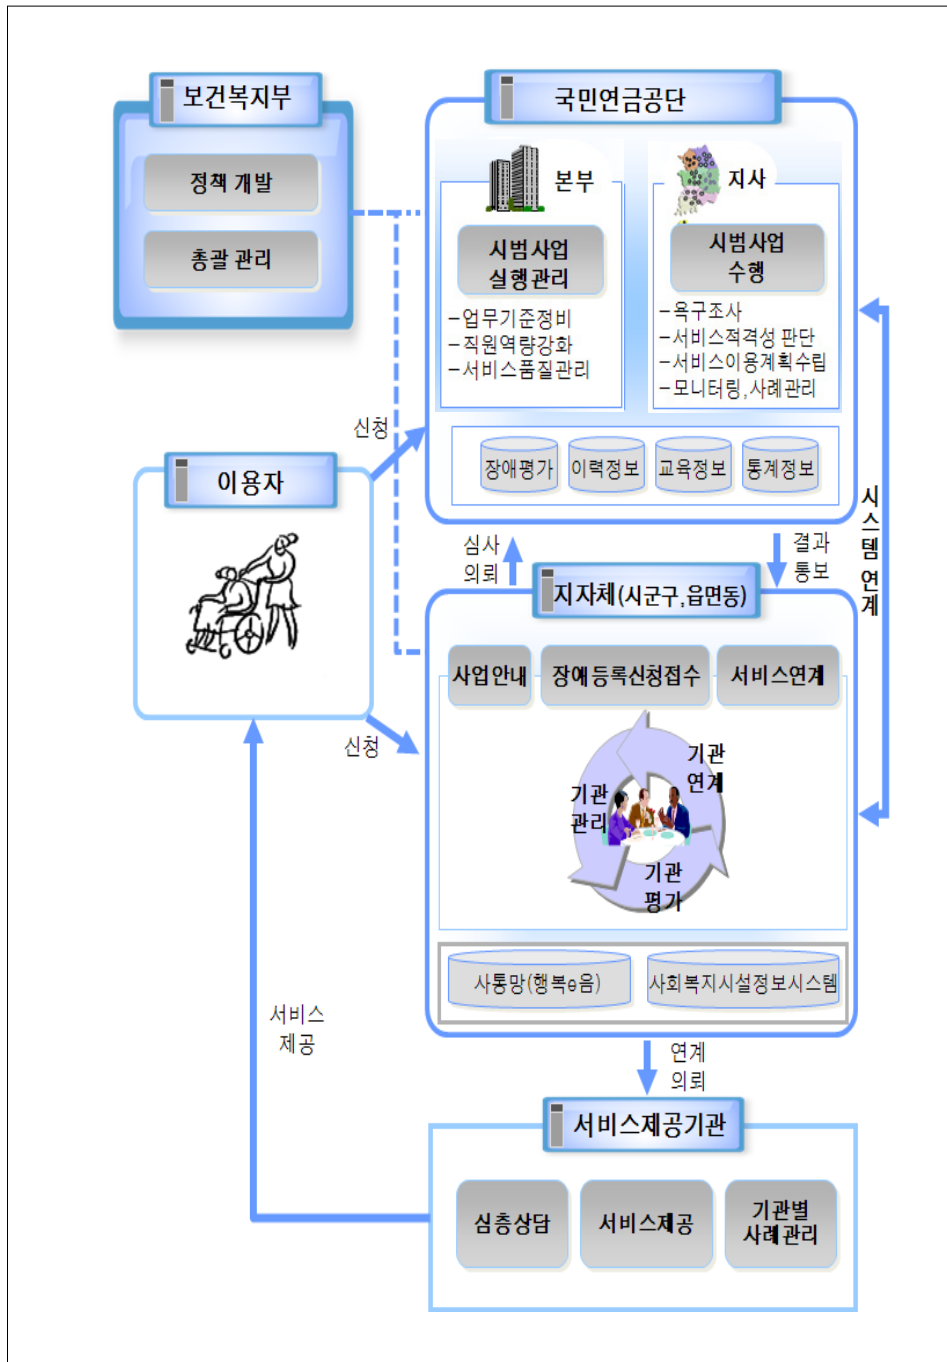 보건복지부
정책 개발
총괄 관리
국민연금공단
본부
시범사업
실행관리
–업무기준정비
–직원역량강화
–서비스품질관리
지사
시범사업
수행
–욕구조사
–서비스적격성 판단
–서비스이용계획수립
–모니터링,사례관리
장애평가
이력정보
교육정보
통계정보
신청
이용자
심사
의뢰
결과
통보
시스템 연계
지자체(시군구,읍면동)
사업안내
장애등록신청접수
서비스연계
신청
기관
연계
기관
관리
기관
평가
사통망(행복e음)
사회복지시설정보시스템
서비스
제공
연계
의뢰
서비스제공기관
심층상담
서비스제공
기관별
사례관리